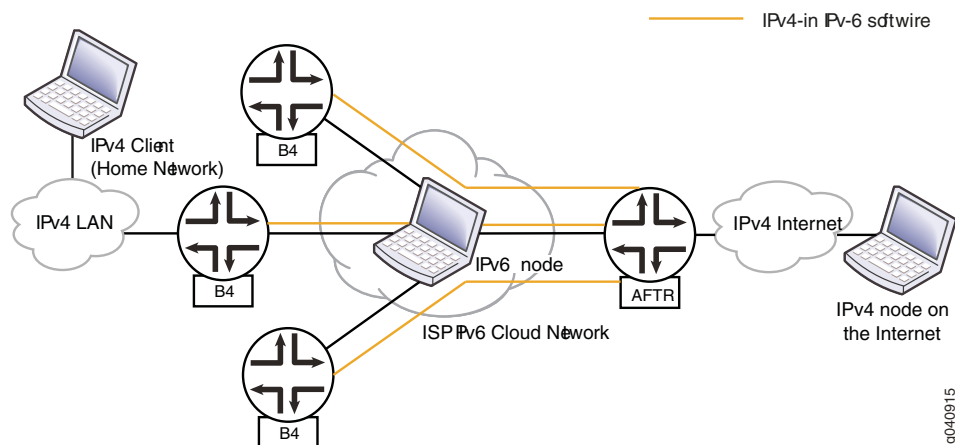 IPv4-in IPv-6 sdtwire
IPv4 Client
(Home Network)
B4
IPv4 LAN
B4
IPv6 node
IPv4 Internet
AFTR
IPv4 node on
the Internet
ISP IPv6 Cloud Network
B4
g040915